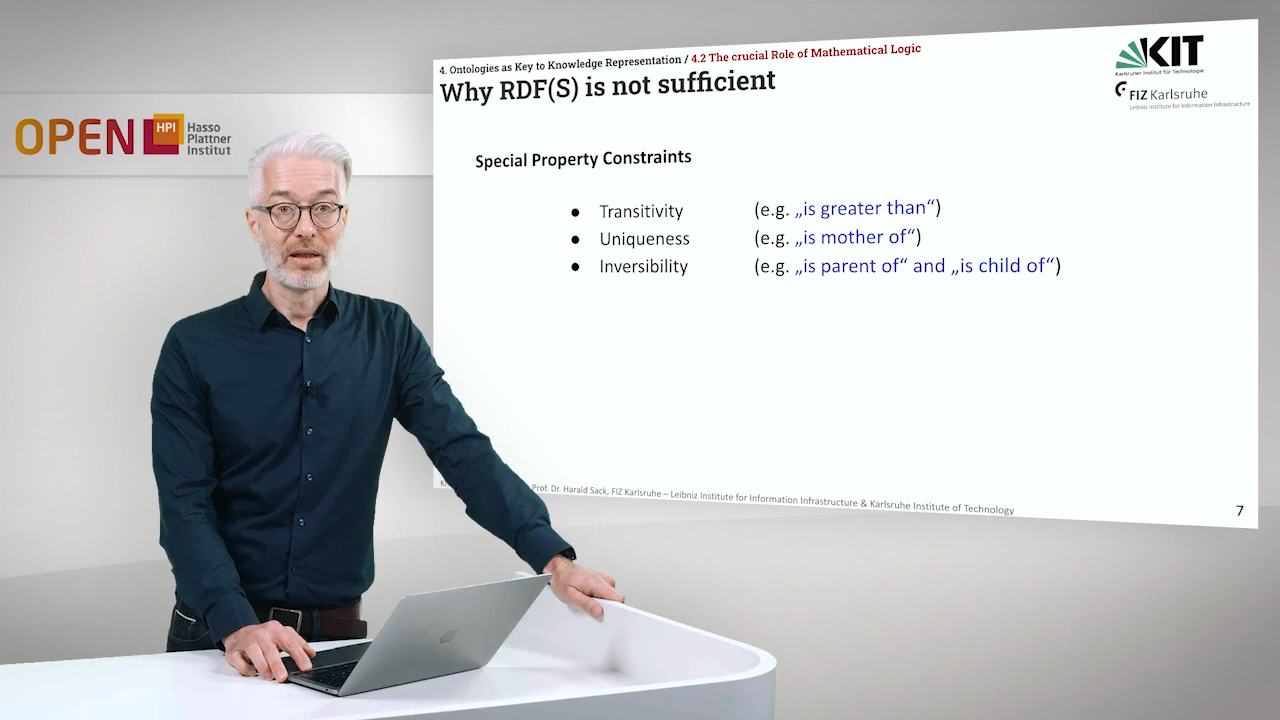 4. Ontologies as Key to Knowledge Representation / 4.2 The crucial Role of Mathematical Logic
Why RDF(S) is not sufficient
KIT
Karlsruher Institut für Technologie
FIZ Karlsruhe
Leibniz Institute for Information Infrastructure
OPEN HPI Hasso
Plattner
Institut
Special Property Constraints
● Transitivity (e.g. „is greater than“)
● Uniqueness (e.g. „is mother of“)
● Inversibility (e.g. „is parent of“ and „is child of“)
Prof. Dr. Harald Sack, FIZ Karlsruhe – Leibniz Institute for Information Infrastructure & Karlsruhe Institute of Technology
7